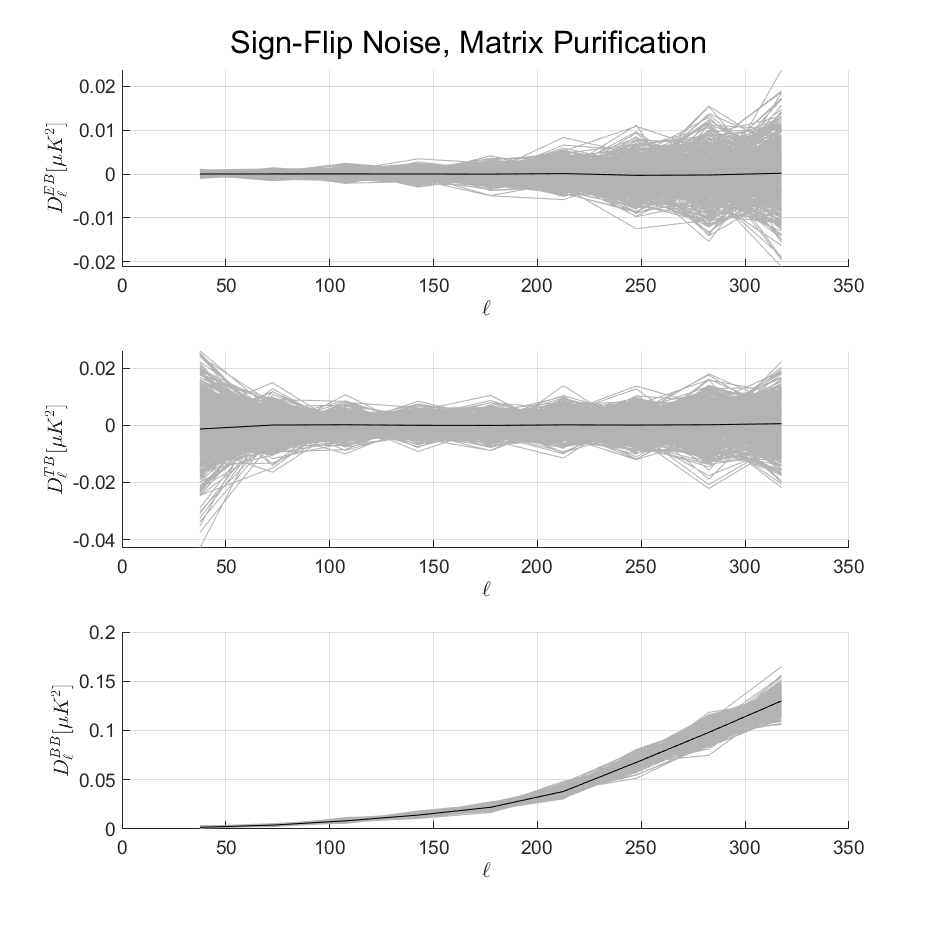 Sign-Flip Noise, Matrix Purification
0.02
0.01
0
-0.01
-0.02
D_ℓ^{EB}[μK^2]
0 50 100 150 200 250 300 350
ℓ
0.02
0
-0.02
-0.04
D_ℓ^{TB}[μK^2]
0 50 100 150 200 250 300 350
ℓ
0.2
0.15
0.1
0.05
0
D_ℓ^{BB}[μK^2]
0 50 100 150 200 250 300 350
ℓ